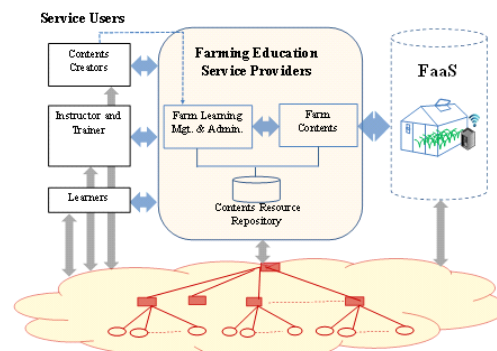 Service Users
Contents
Creators
Instructor and
Trainer
Learners
Farming Education
Service Providers
Farm Learning
Mgt. & Admin.
Farm
Contents
Contents Resource
Repository
FaaS